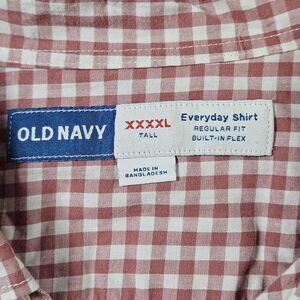 OLD NAVY
XXXXL
TALL
Everyday Shirt
REGULAR FIT
BUILT-IN FLEX
MADE IN
BANGLADESH